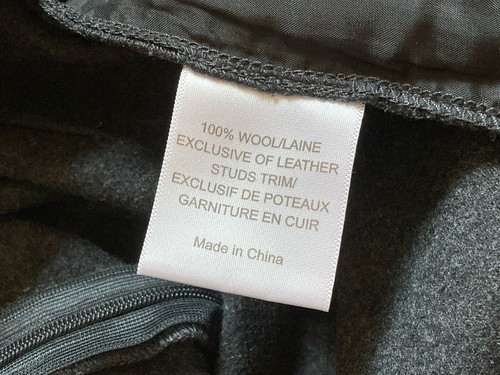 100% WOOL/LAINE
EXCLUSIVE OF LEATHER
STUDS TRIM/
EXCLUSIF DE POTEAUX
GARNITURE EN CUIR
Made in China